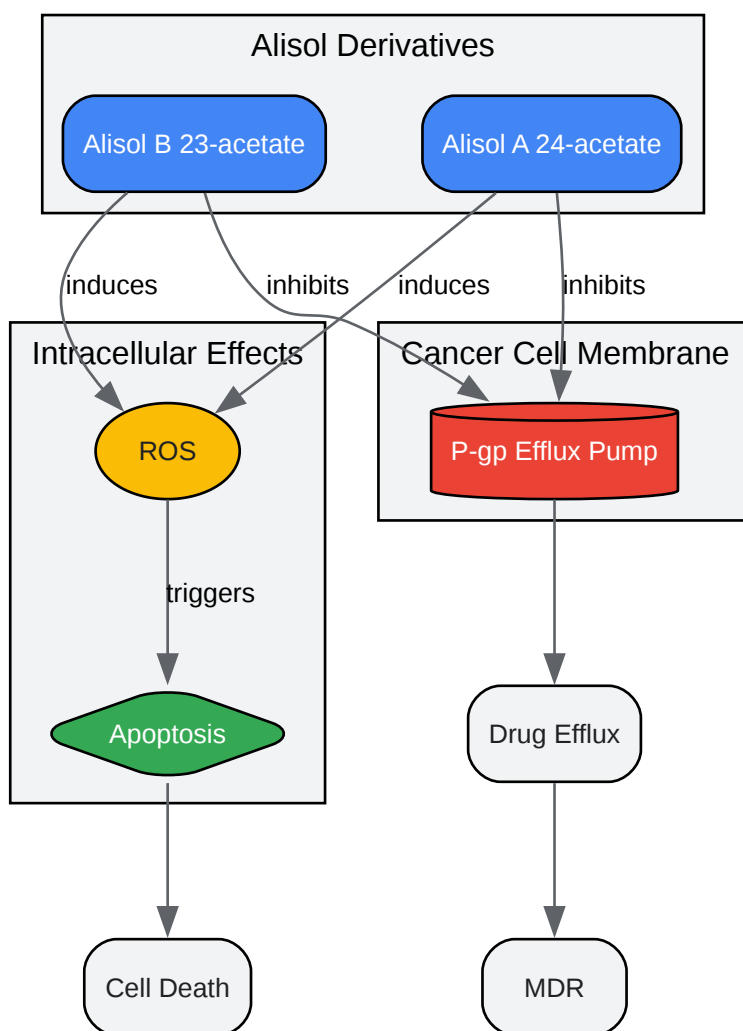 Alisol Derivatives
Alisol B 23-acetate
Alisol A 24-acetate
induces
inhibits
induces
inhibits
Intracellular Effects
Cancer Cell Membrane
ROS
P-gp Efflux Pump
triggers
Apoptosis
Drug Efflux
Cell Death
MDR